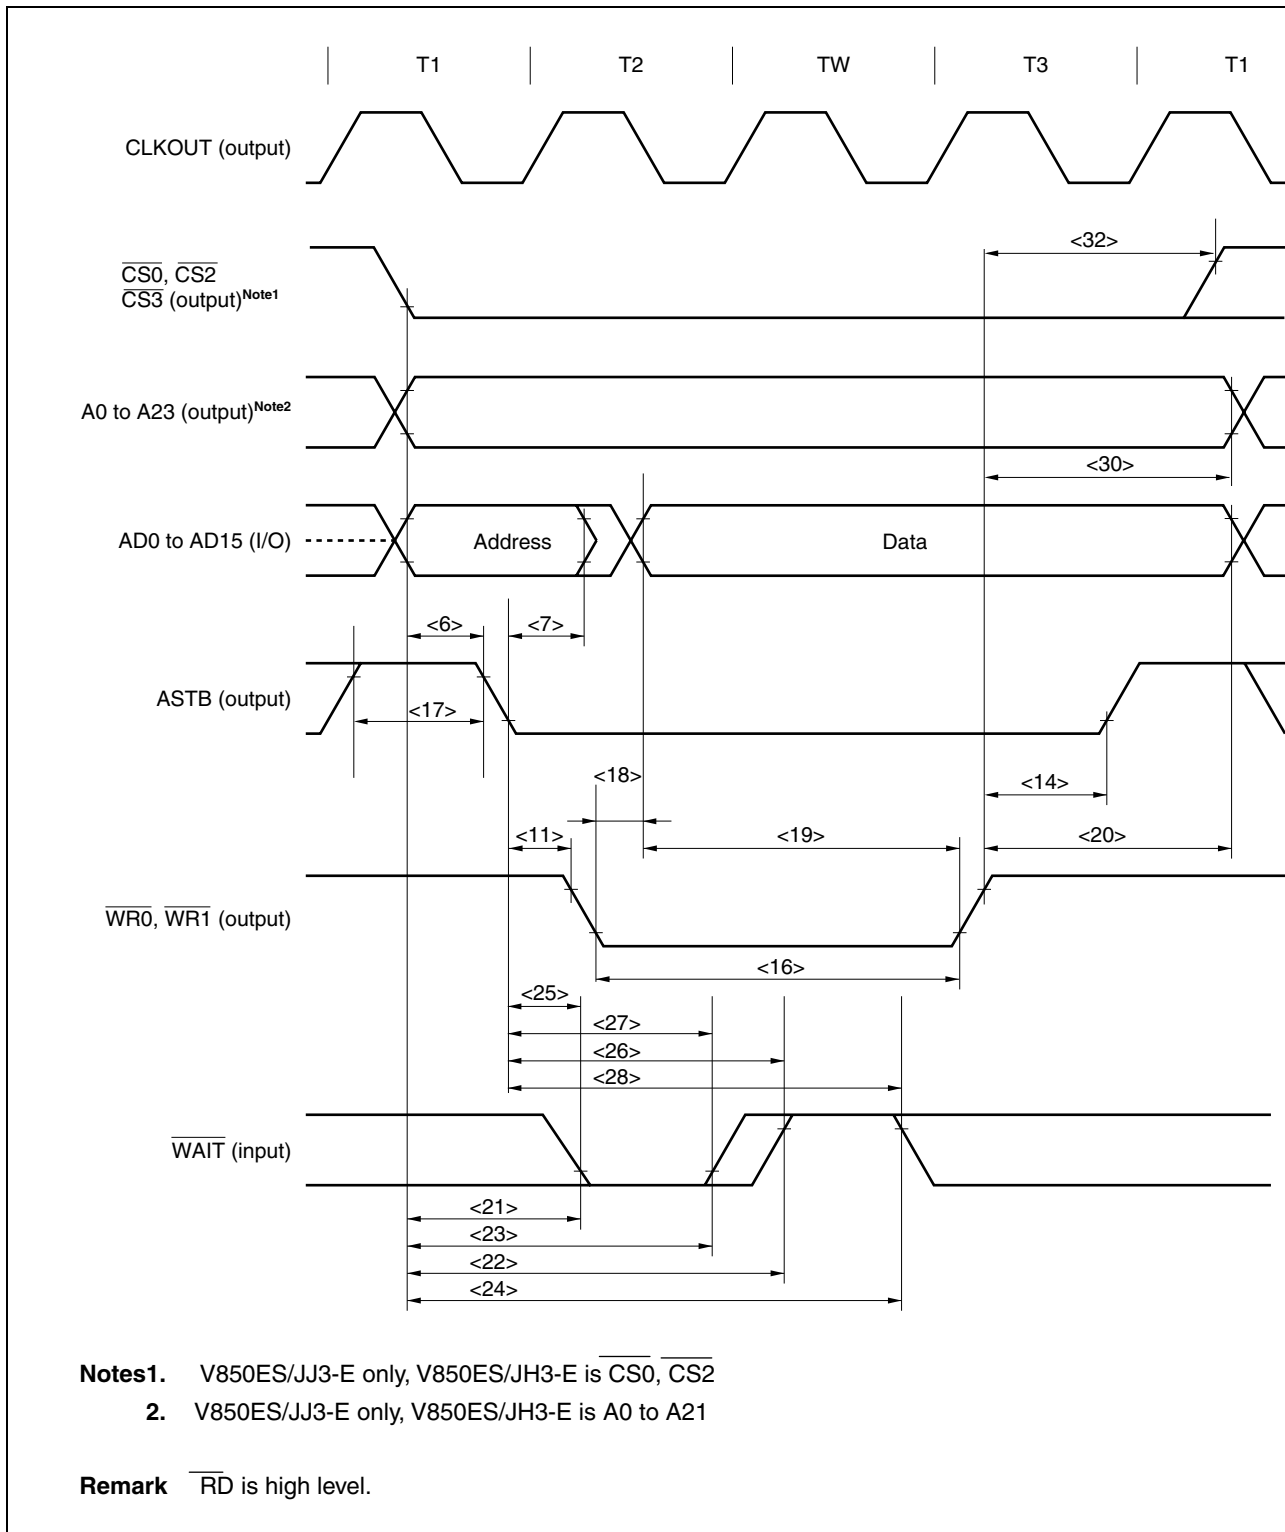 T1 T2 TW T3 T1
CLKOUT (output)
<32>
CS0, CS2
CS3 (output)Note1
A0 to A23 (output)Note2
<30>
AD0 to AD15 (I/O) Address Data
<6> <7>
ASTB (output)
<17>
<18> <14>
<11> <19> <20>
WR0, WR1 (output)
<16>
<25>
<27>
<26>
<28>
WAIT (input)
<21>
<23>
<22>
<24>
Notes1. V850ES/JJ3-E only, V850ES/JH3-E is CS0, CS2
2. V850ES/JJ3-E only, V850ES/JH3-E is A0 to A21
Remark RD is high level.